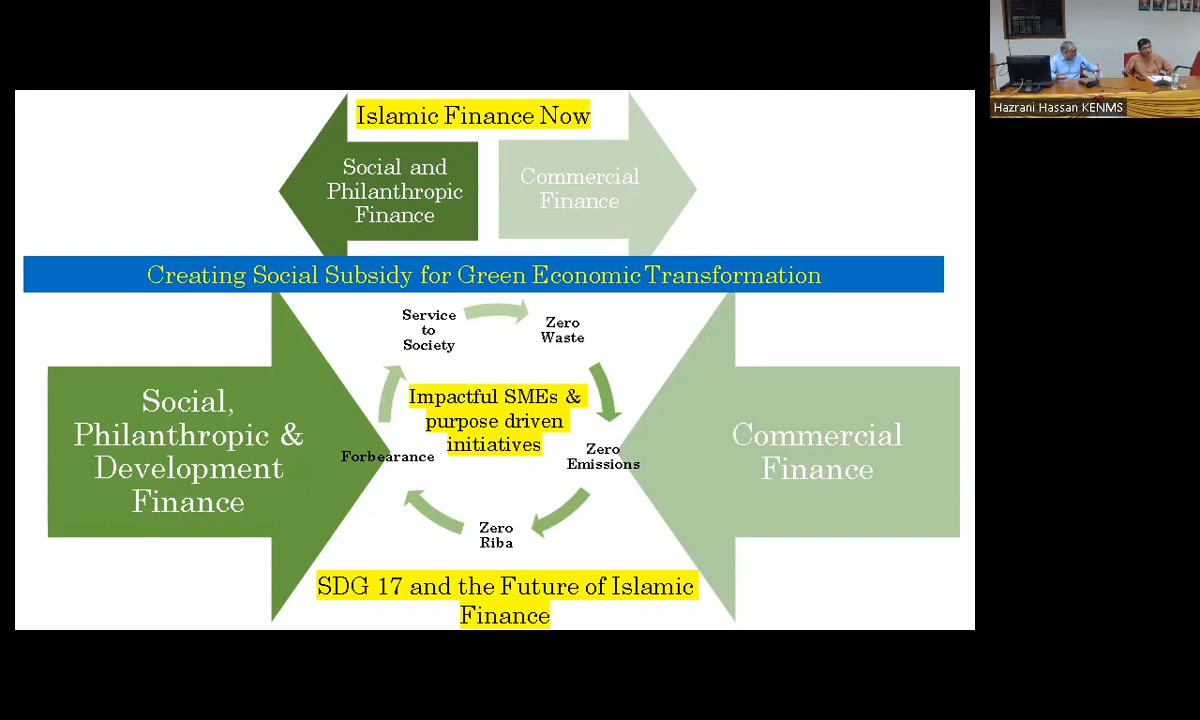 Hazrani Hassan KENMS
Islamic Finance Now
Social and
Philanthropic
Finance
Commercial
Finance
Creating Social Subsidy for Green Economic Transformation
Service
to
Society
Zero
Waste
Impactful SMEs &
purpose driven
initiatives
Social,
Philanthropic &
Development
Finance
Forbearance
Zero
Emissions
Commercial
Finance
Zero
Riba
SDG 17 and the Future of Islamic
Finance